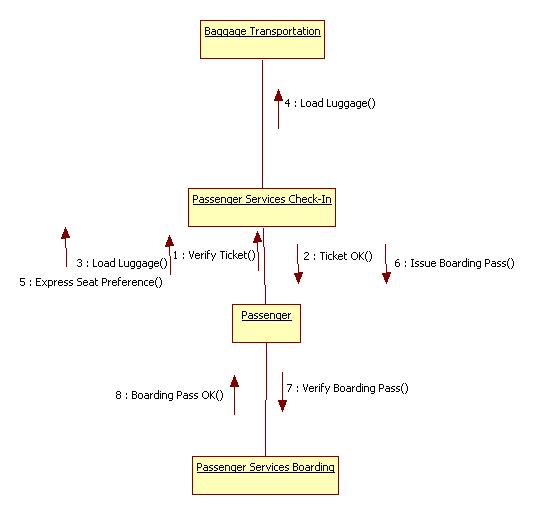 Baggage Transportation
4 : Load Luggage()
Passenger Services Check-In
3 : Load Luggage()
1 : Verify Ticket()
2 : Ticket OK()
6 : Issue Boarding Pass()
5 : Express Seat Preference()
Passenger
8 : Boarding Pass OK()
7 : Verify Boarding Pass()
Passenger Services Boarding